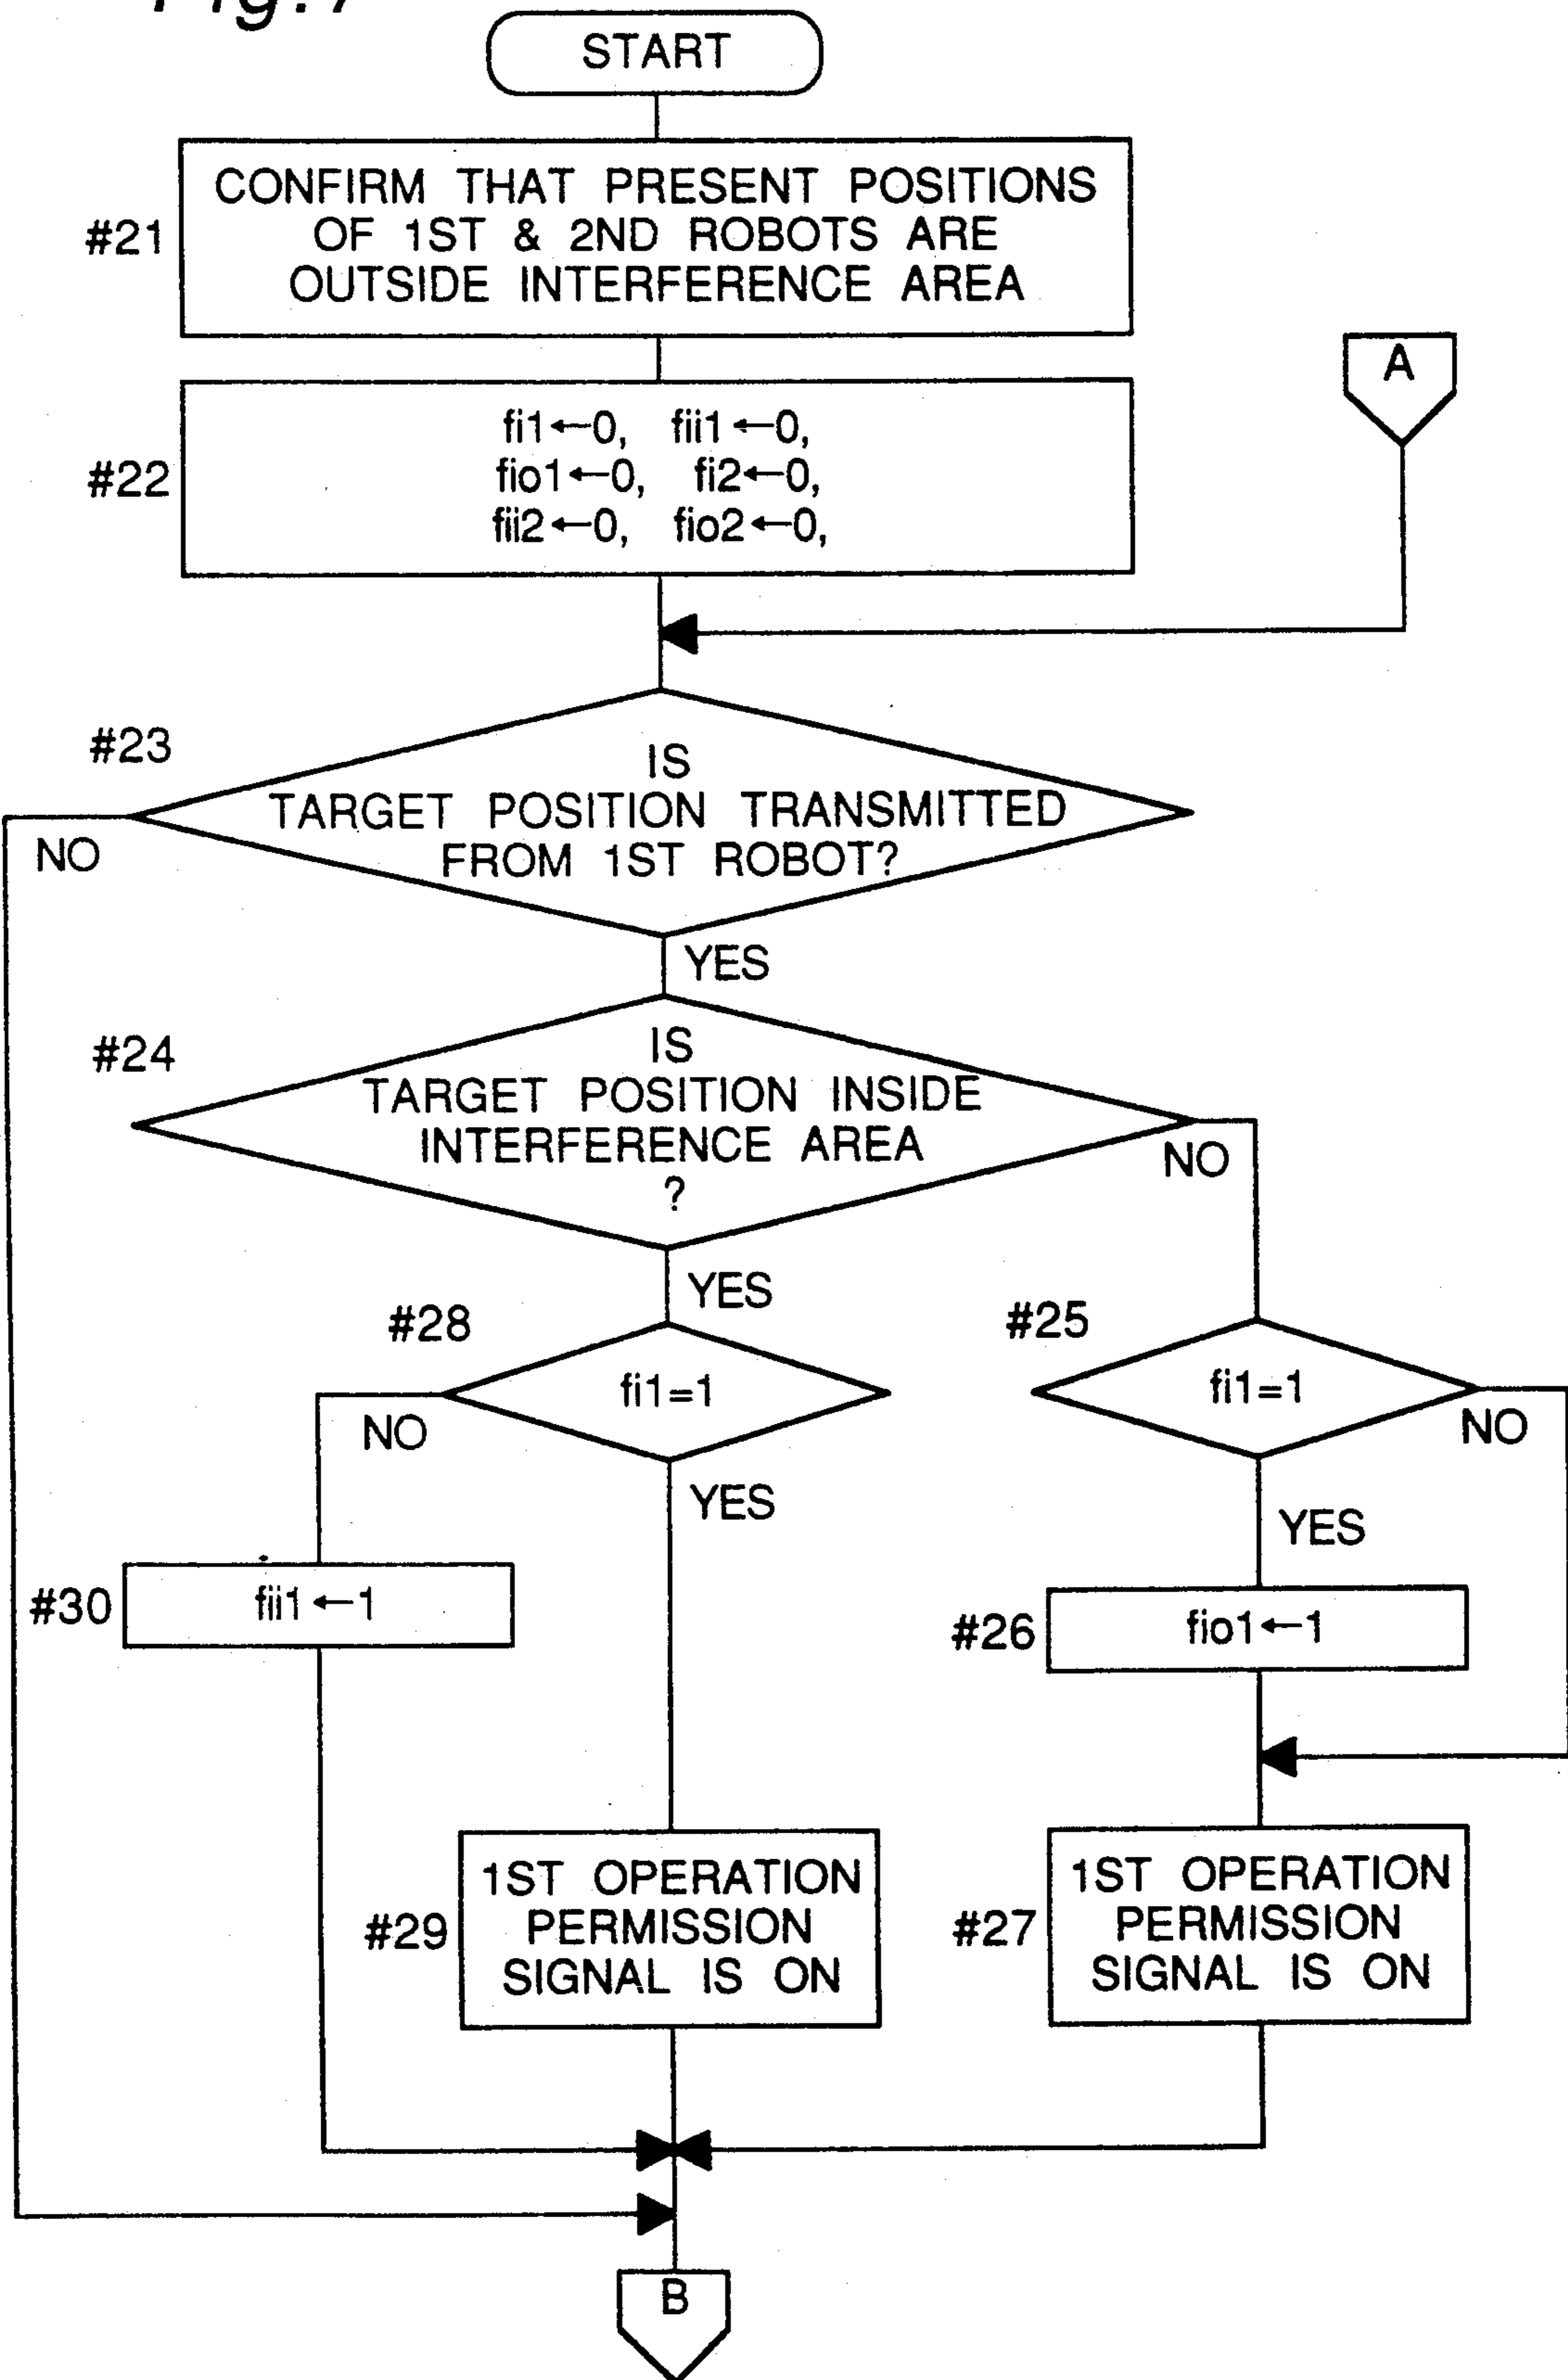 Fig.7
START
CONFIRM THAT PRESENT POSITIONS
#21 OF 1ST & 2ND ROBOTS ARE
OUTSIDE INTERFERENCE AREA
A
fi1←0, fii1←0,
#22 fio1←0, fi2←0,
fii2←0, fio2←0,
#23
IS
TARGET POSITION TRANSMITTED
NO FROM 1ST ROBOT?
YES
#24
IS
TARGET POSITION INSIDE
INTERFERENCE AREA
NO
?
YES
#28
#25
fi1=1
fi1=1
NO
NO
YES
YES
#30 fii1←1
#26 fio1←1
1ST OPERATION
#29 PERMISSION
SIGNAL IS ON
1ST OPERATION
#27 PERMISSION
SIGNAL IS ON
B